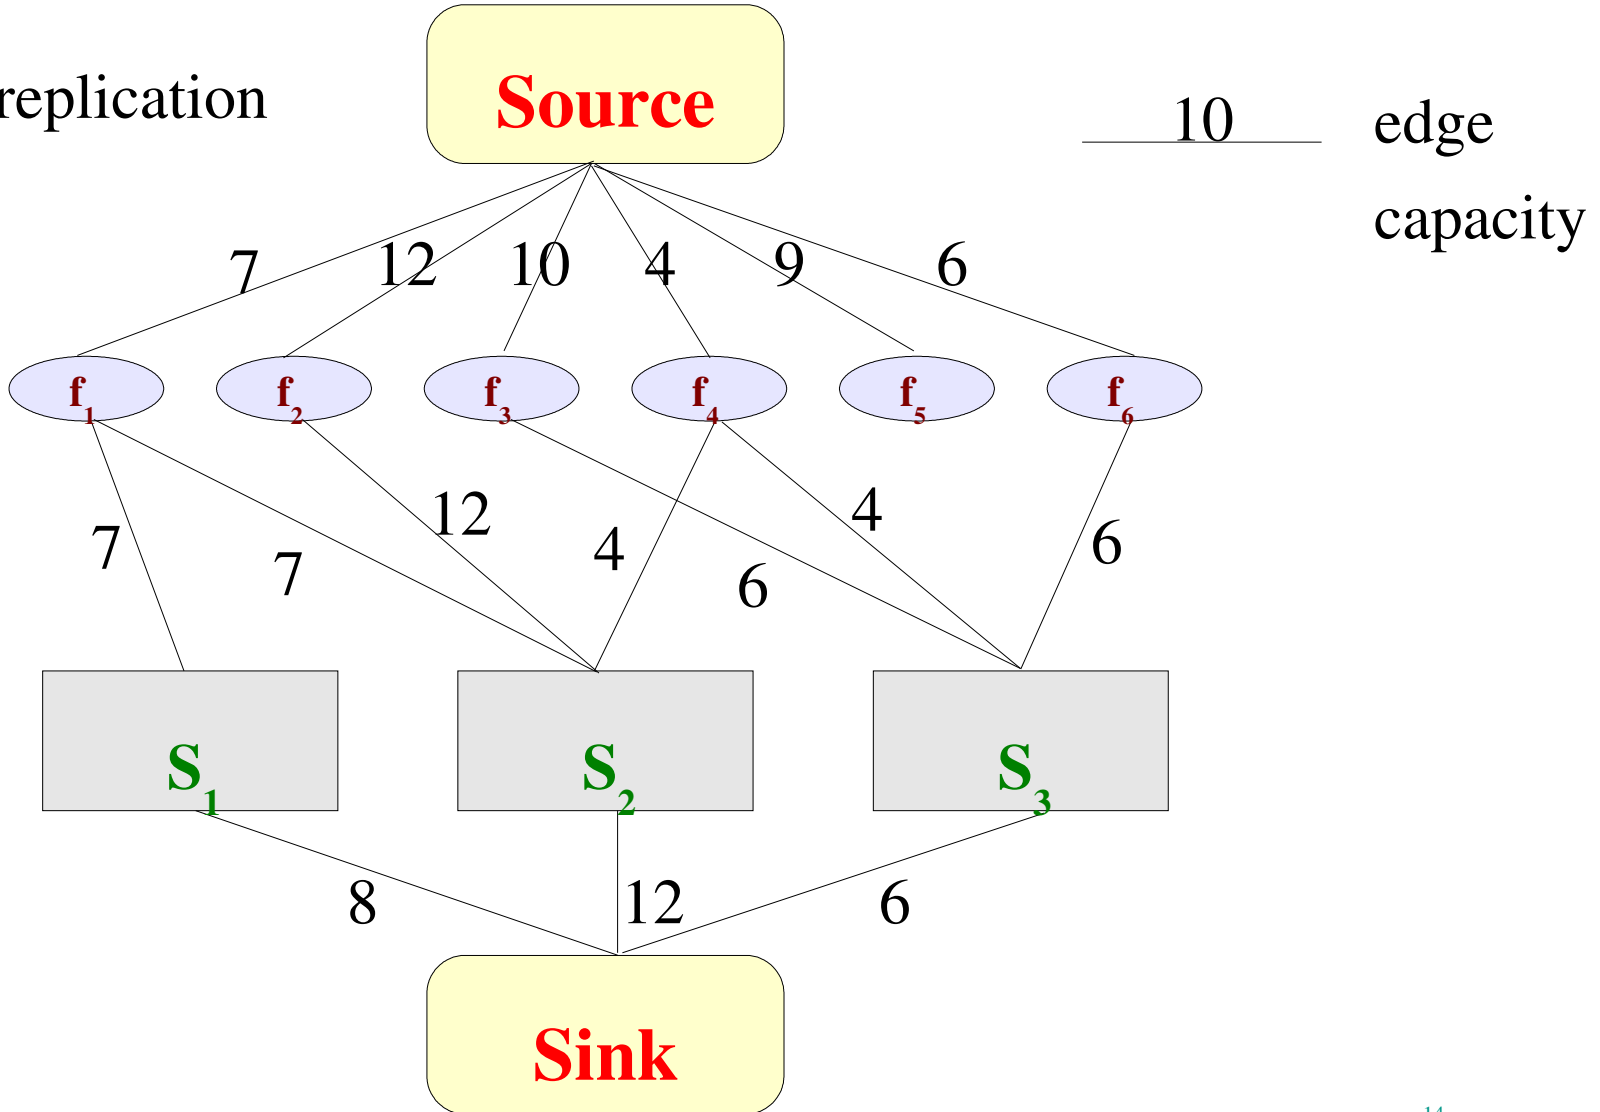 Source
replication
10
edge
capacity
7 12 10 4 9 6
f1 f2 f3 f4 f5 f6
7 7 12 4 6 4 6
S1 S2 S3
8 12 6
Sink